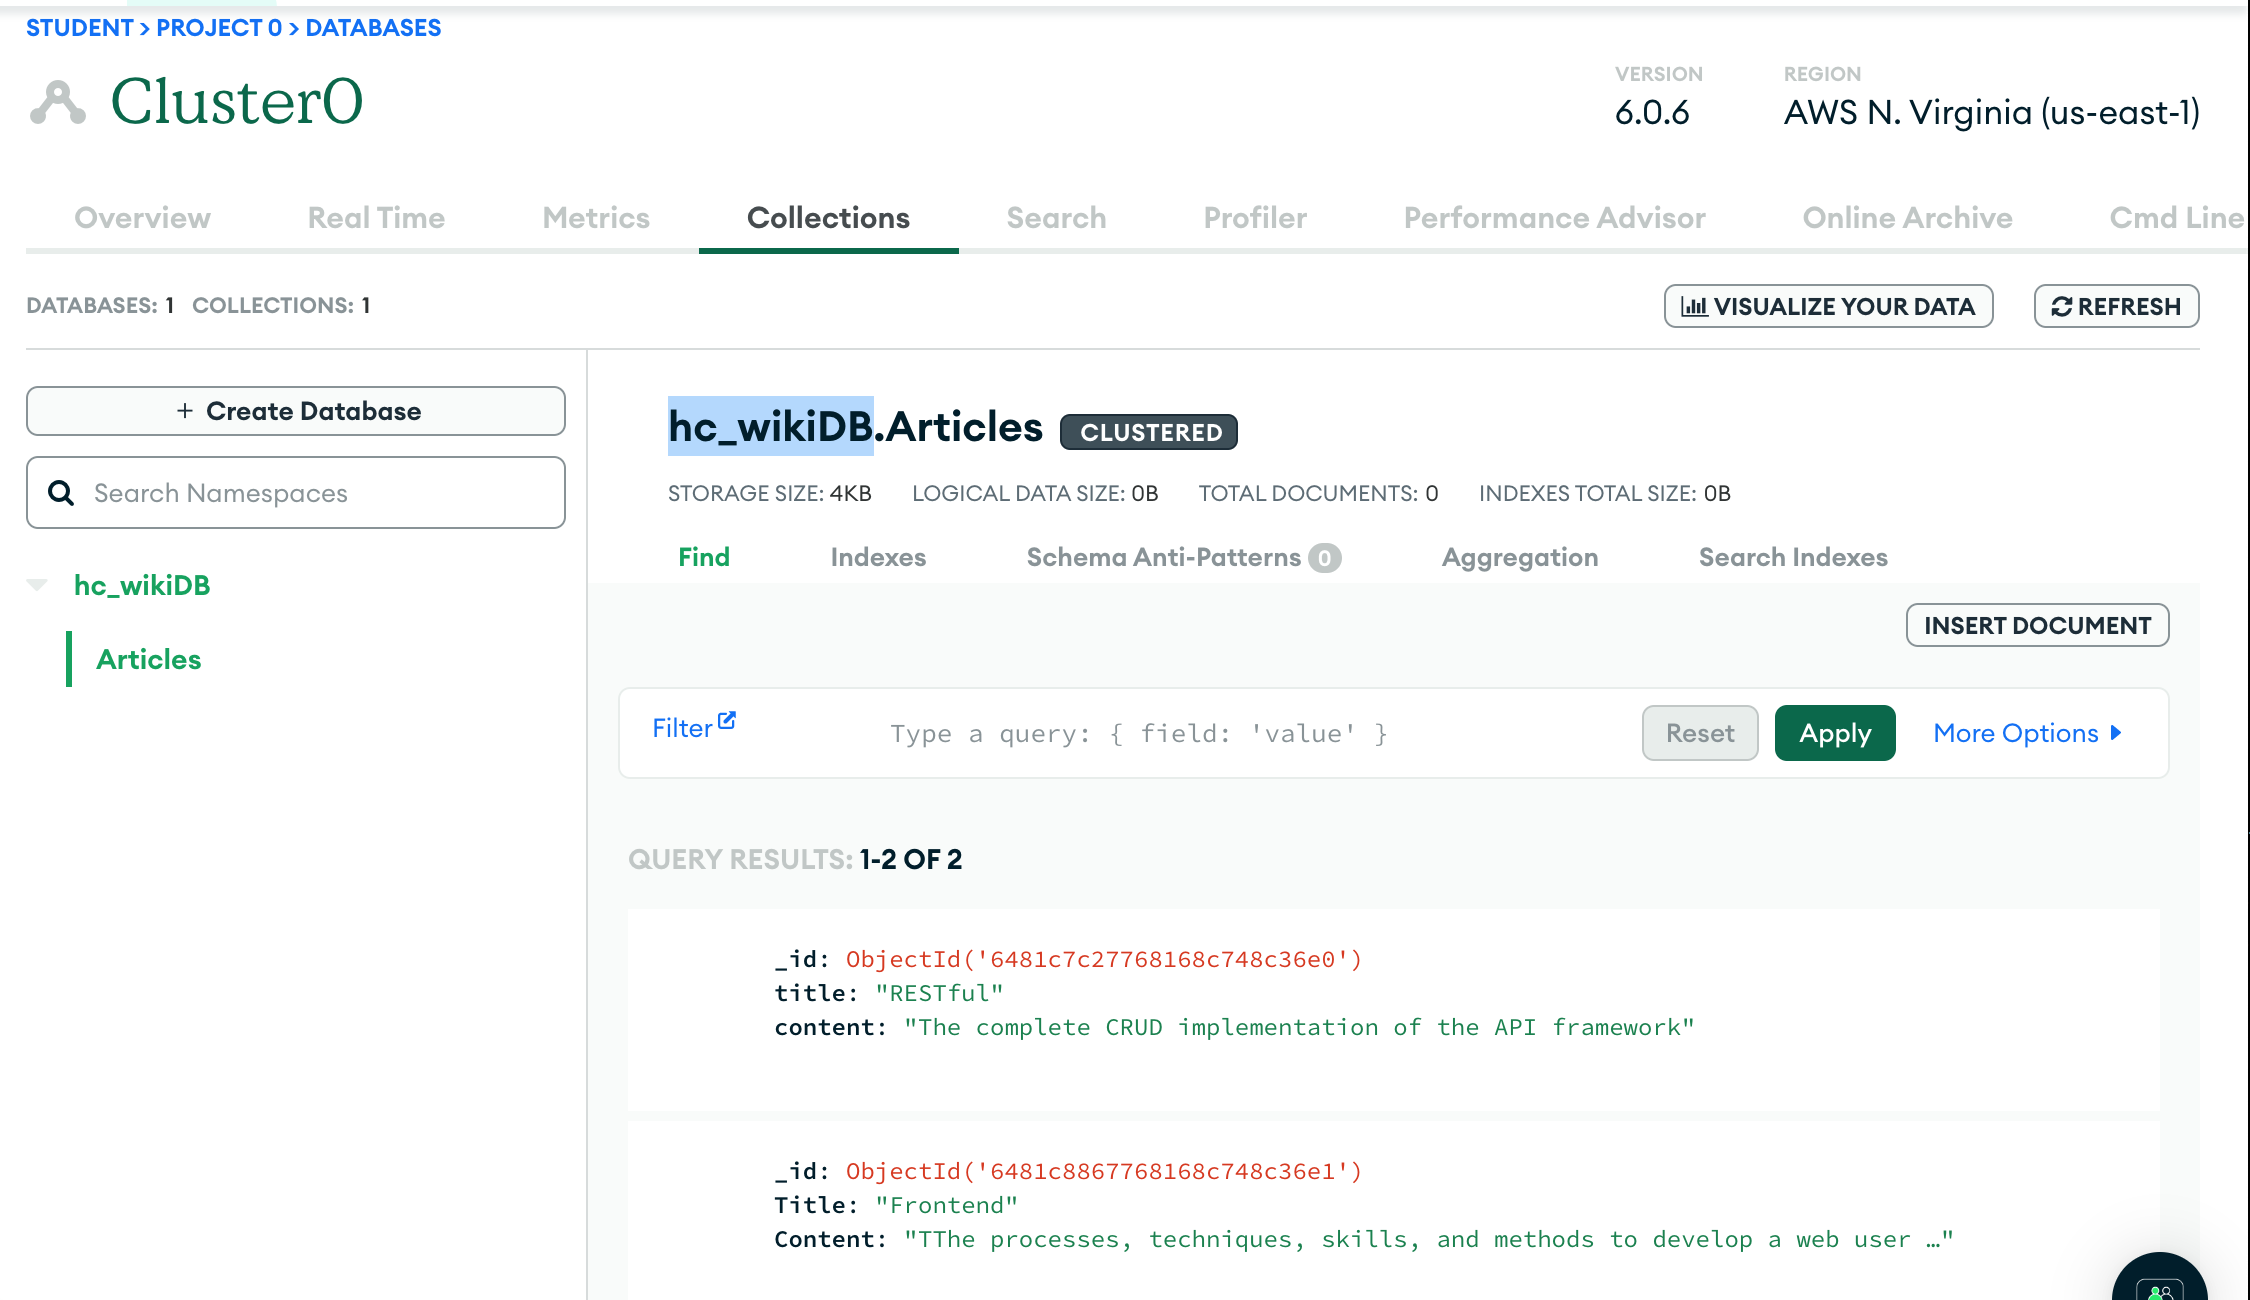 STUDENT > PROJECT 0 > DATABASES
Cluster0
VERSION
6.0.6
REGION
AWS N. Virginia (us-east-1)
Overview Real Time Metrics Collections Search Profiler Performance Advisor Online Archive Cmd Line
DATABASES: 1 COLLECTIONS: 1
VISUALIZE YOUR DATA
REFRESH
+ Create Database
Search Namespaces
hc_wikiDB
Articles
hc_wikiDB.Articles CLUSTERED
STORAGE SIZE: 4KB LOGICAL DATA SIZE: 0B TOTAL DOCUMENTS: 0 INDEXES TOTAL SIZE: 0B
Find Indexes Schema Anti-Patterns 0 Aggregation Search Indexes
INSERT DOCUMENT
Filter Type a query: { field: 'value' } Reset Apply More Options
QUERY RESULTS: 1-2 OF 2
_id: ObjectId('6481c7c27768168c748c36e0')
title: "RESTful"
content: "The complete CRUD implementation of the API framework"
_id: ObjectId('6481c8867768168c748c36e1')
Title: "Frontend"
Content: "TThe processes, techniques, skills, and methods to develop a web user …"